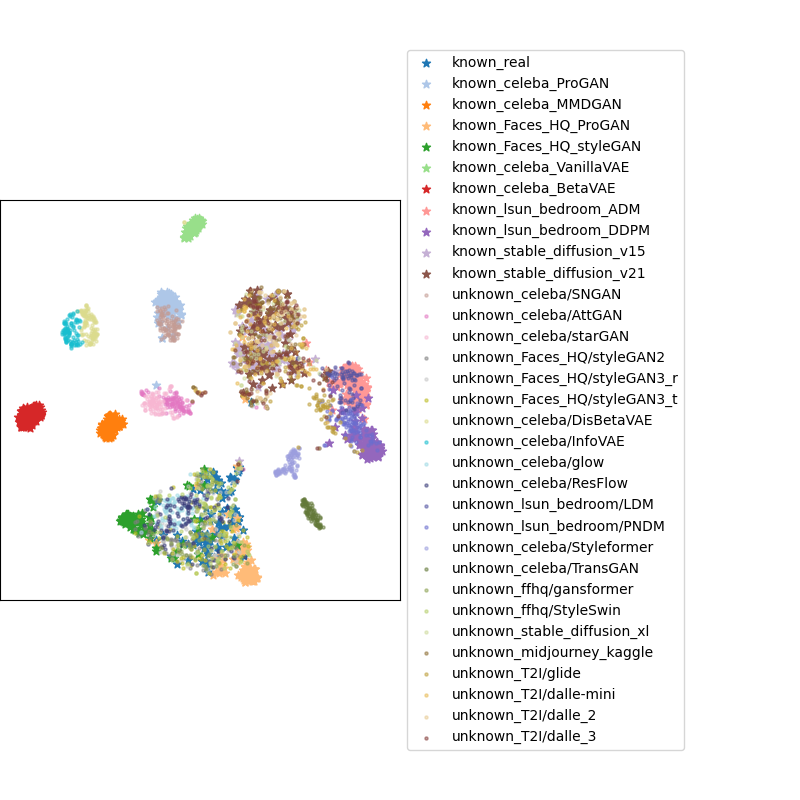 known_real
known_celeba_ProGAN
known_celeba_MMDGAN
known_Faces_HQ_ProGAN
known_Faces_HQ_styleGAN
known_celeba_VanillaVAE
known_celeba_BetaVAE
known_lsun_bedroom_ADM
known_lsun_bedroom_DDPM
known_stable_diffusion_v15
known_stable_diffusion_v21
unknown_celeba/SNGAN
unknown_celeba/AttGAN
unknown_celeba/starGAN
unknown_Faces_HQ/styleGAN2
unknown_Faces_HQ/styleGAN3_r
unknown_Faces_HQ/styleGAN3_t
unknown_celeba/DisBetaVAE
unknown_celeba/InfoVAE
unknown_celeba/glow
unknown_celeba/ResFlow
unknown_lsun_bedroom/LDM
unknown_lsun_bedroom/PNDM
unknown_celeba/Styleformer
unknown_celeba/TransGAN
unknown_ffhq/gansformer
unknown_ffhq/StyleSwin
unknown_stable_diffusion_xl
unknown_midjourney_kaggle
unknown_T2I/glide
unknown_T2I/dalle-mini
unknown_T2I/dalle_2
unknown_T2I/dalle_3